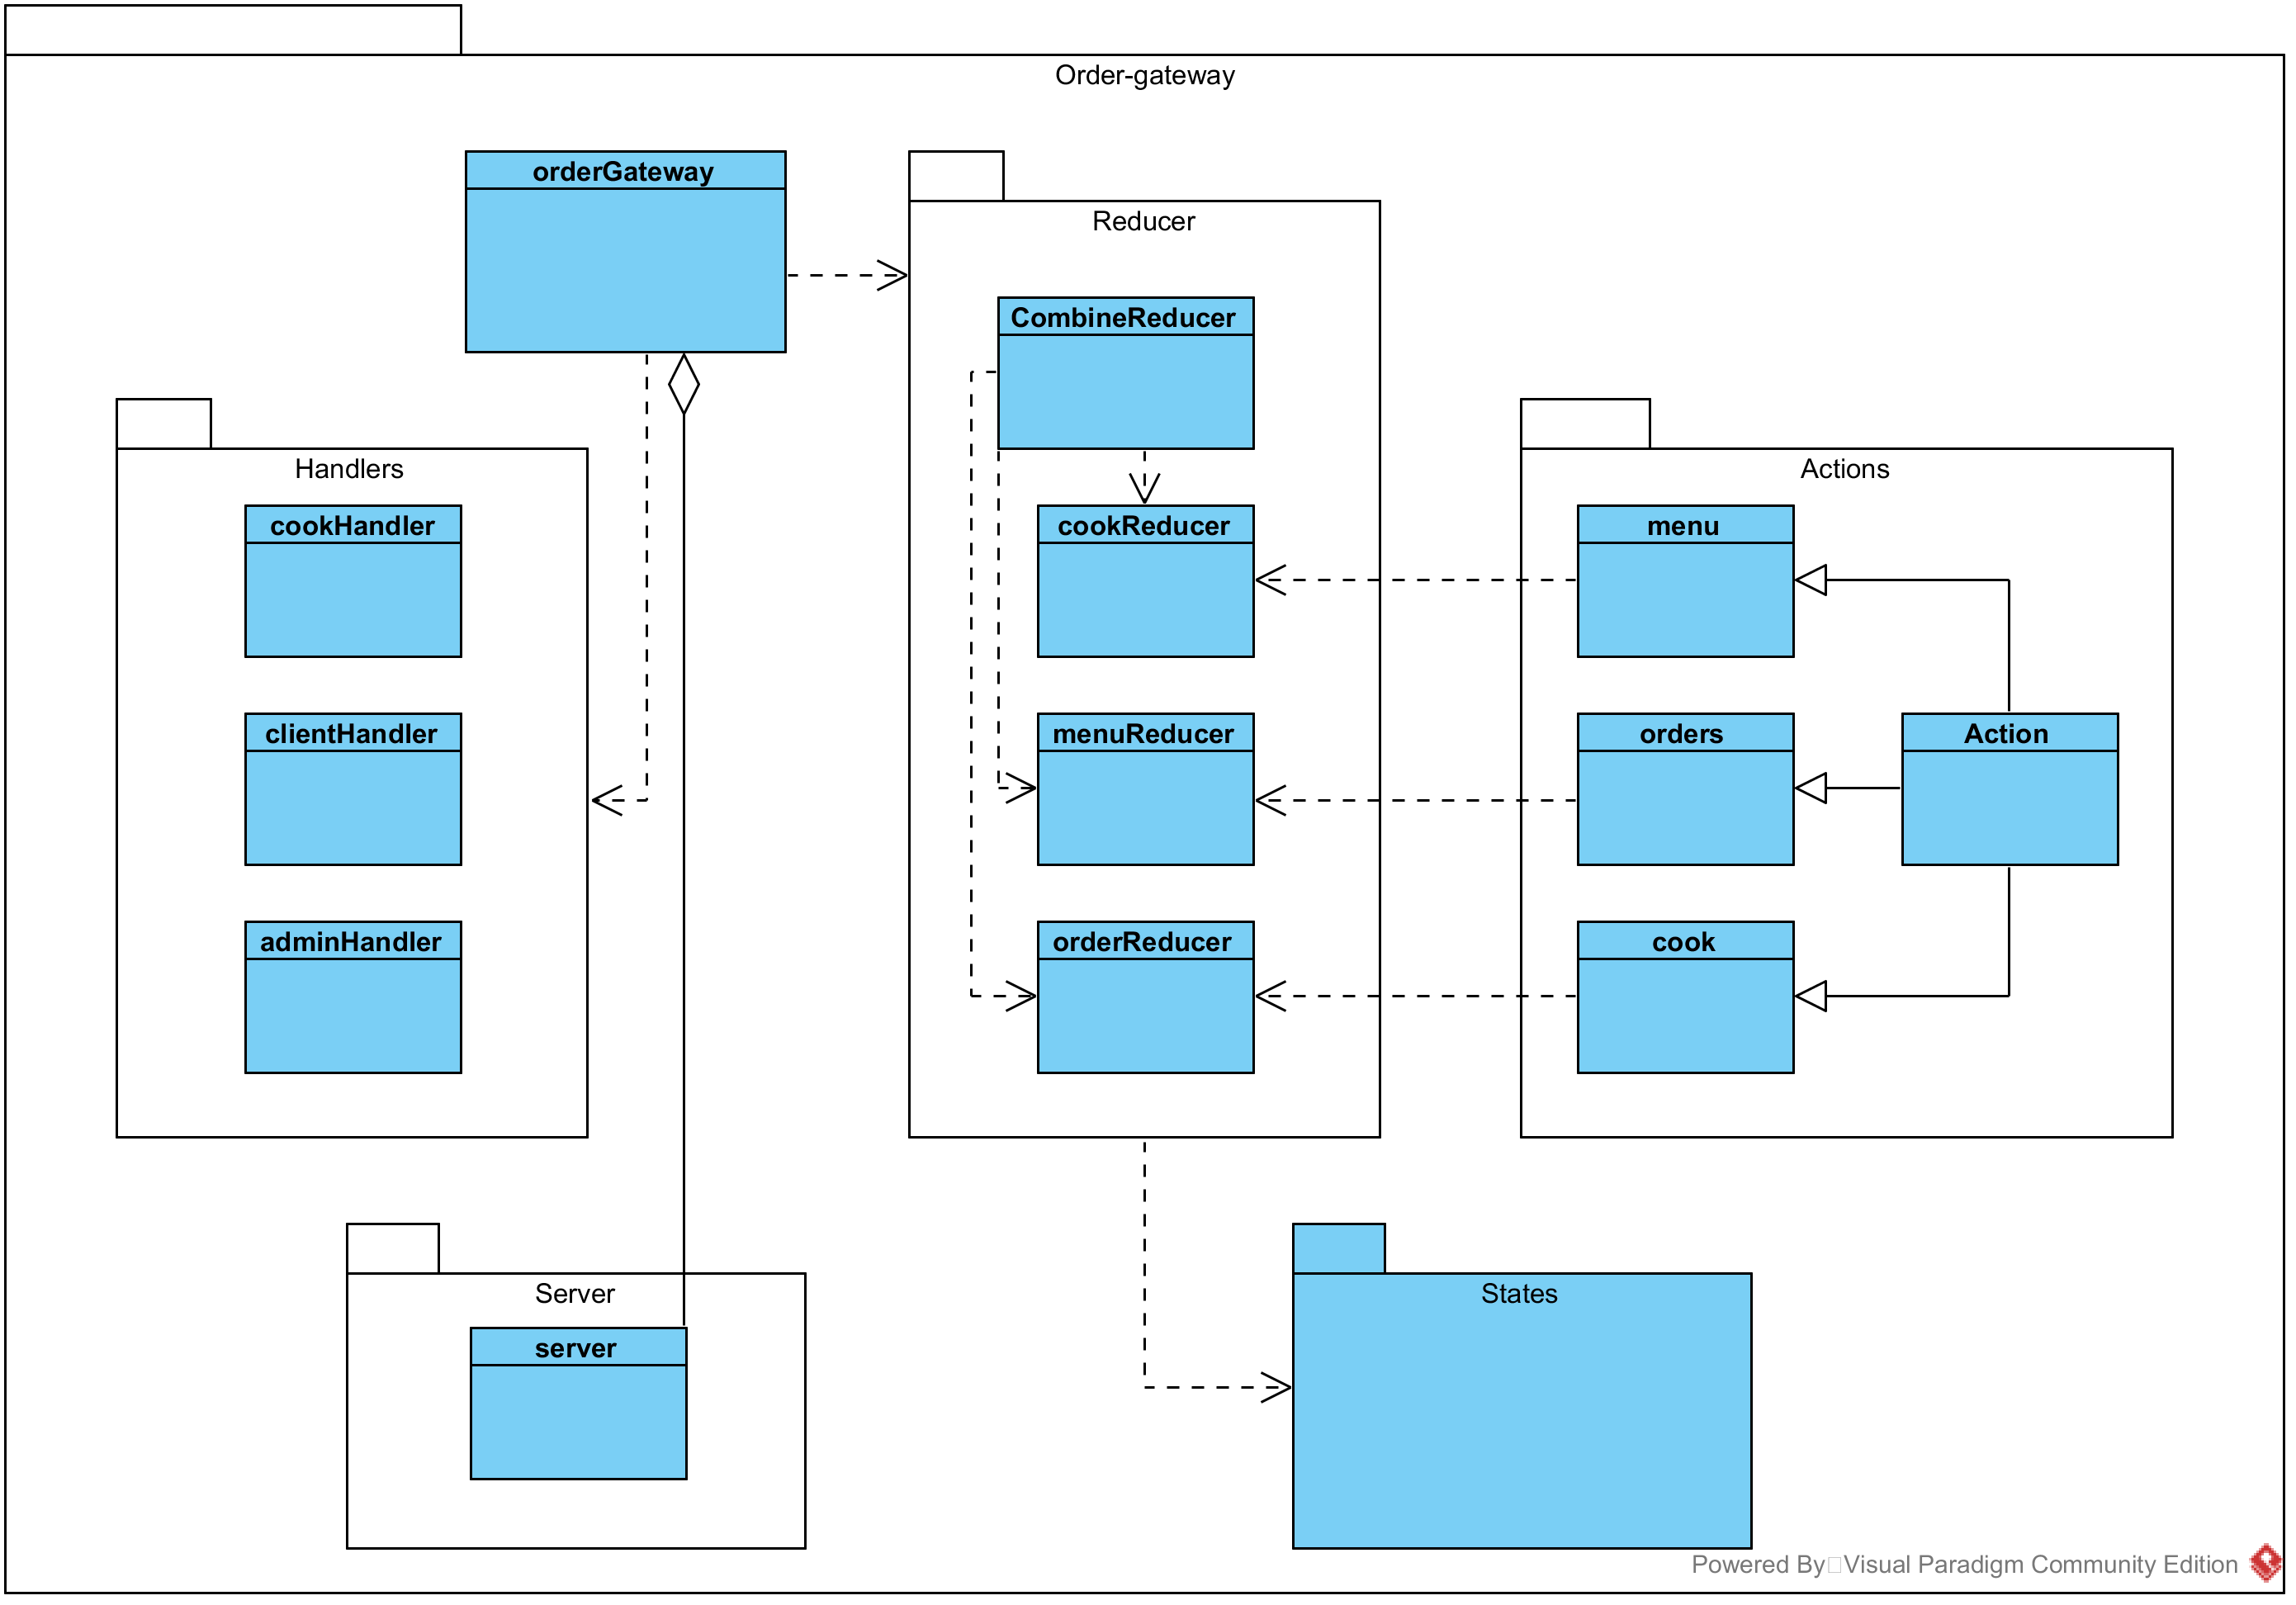 Order-gateway
orderGateway
Reducer
CombineReducer
Handlers
Actions
cookHandler
cookReducer
menu
clientHandler
menuReducer
orders
Action
adminHandler
orderReducer
cook
Server
States
server
Powered By Visual Paradigm Community Edition